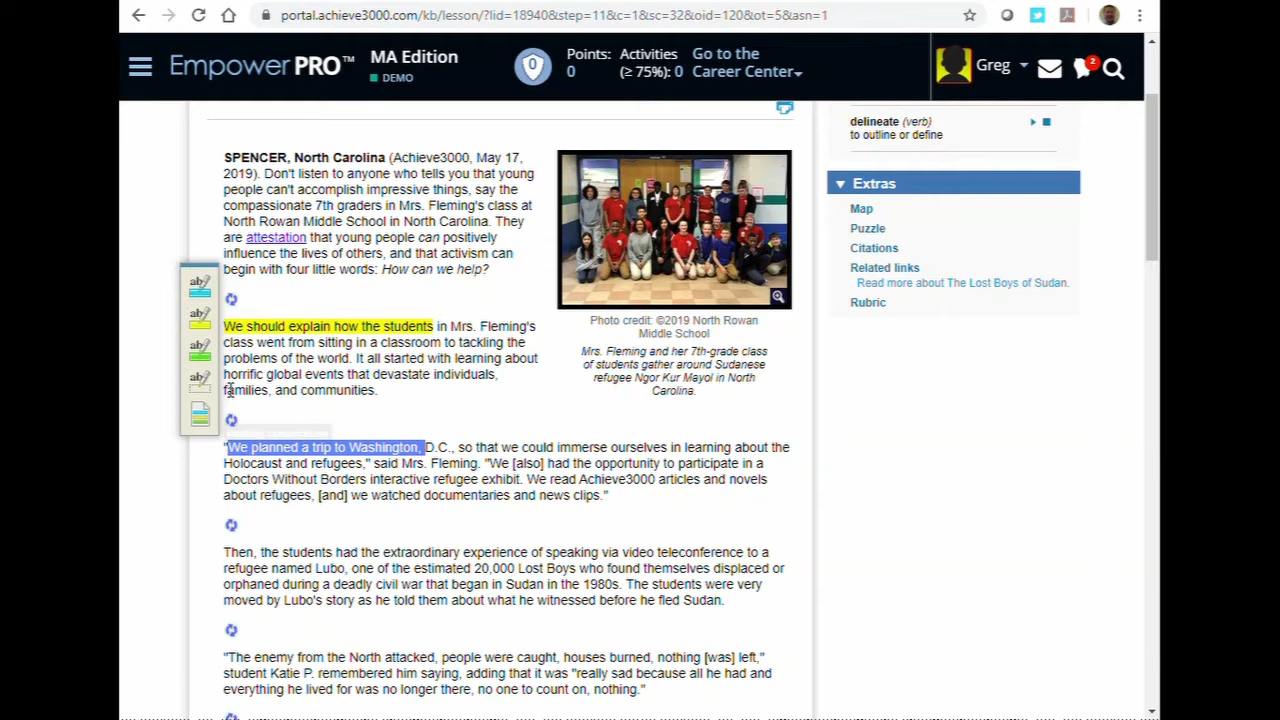 portal.achieve3000.com/kb/lesson/?lid=18940&step=11&c=1&sc=32&oid=120&ot=5&asn=1
EmpowerPRO™
MA Edition
DEMO
0
Points:
0
Activities
(≥ 75%): 0
Go to the
Career Center
Greg
2
SPENCER, North Carolina (Achieve3000, May 17,
2019). Don't listen to anyone who tells you that young
people can't accomplish impressive things, say the
compassionate 7th graders in Mrs. Fleming's class at
North Rowan Middle School in North Carolina. They
are attestation that young people can positively
influence the lives of others, and that activism can
begin with four little words: How can we help?
We should explain how the students in Mrs. Fleming's
class went from sitting in a classroom to tackling the
problems of the world. It all started with learning about
horrific global events that devastate individuals,
families, and communities.
Photo credit: ©2019 North Rowan
Middle School
Mrs. Fleming and her 7th-grade class
of students gather around Sudanese
refugee Ngor Kur Mayol in North
Carolina.
"We planned a trip to Washington, D.C., so that we could immerse ourselves in learning about the
Holocaust and refugees," said Mrs. Fleming. "We [also] had the opportunity to participate in a
Doctors Without Borders interactive refugee exhibit. We read Achieve3000 articles and novels
about refugees, [and] we watched documentaries and news clips."
Then, the students had the extraordinary experience of speaking via video teleconference to a
refugee named Lubo, one of the estimated 20,000 Lost Boys who found themselves displaced or
orphaned during a deadly civil war that began in Sudan in the 1980s. The students were very
moved by Lubo's story as he told them about what he witnessed before he fled Sudan.
"The enemy from the North attacked, people were caught, houses burned, nothing [was] left,"
student Katie P. remembered him saying, adding that it was "really sad because all he had and
everything he lived for was no longer there, no one to count on, nothing."
ab
ab
ab
ab
delineate (verb)
to outline or define
Extras
Map
Puzzle
Citations
Related links
Read more about The Lost Boys of Sudan.
Rubric